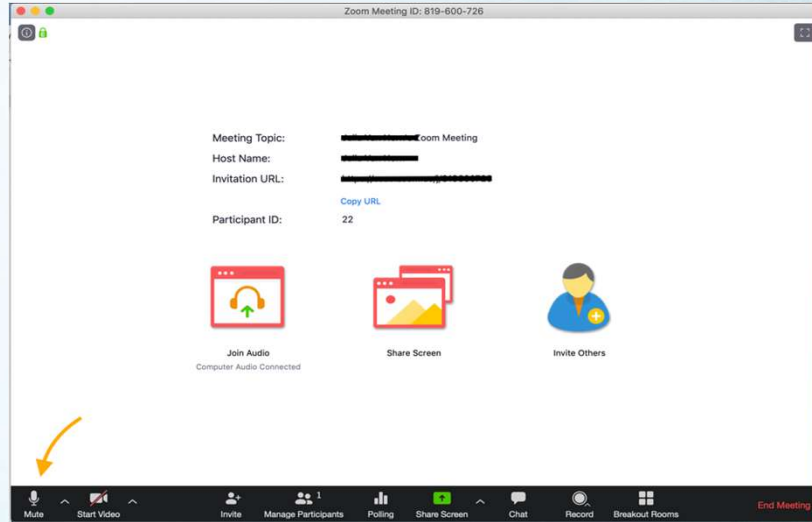 Zoom Meeting ID: 819-600-726
Meeting Topic: Zoom Meeting
Host Name:
Invitation URL:
Copy URL
Participant ID: 22
Join Audio Share Screen Invite Others
Computer Audio Connected
1
Mute Start Video Invite Manage Participants Polling Share Screen Chat Record Breakout Rooms End Meeting